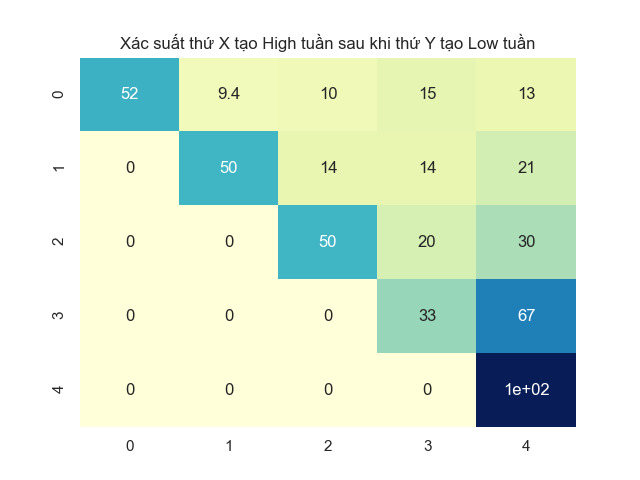 Xác suất thứ X tạo High tuần sau khi thứ Y tạo Low tuần
0 52 9.4 10 15 13
1 0 50 14 14 21
2 0 0 50 20 30
3 0 0 0 33 67
4 0 0 0 0 1e+02
0 1 2 3 4